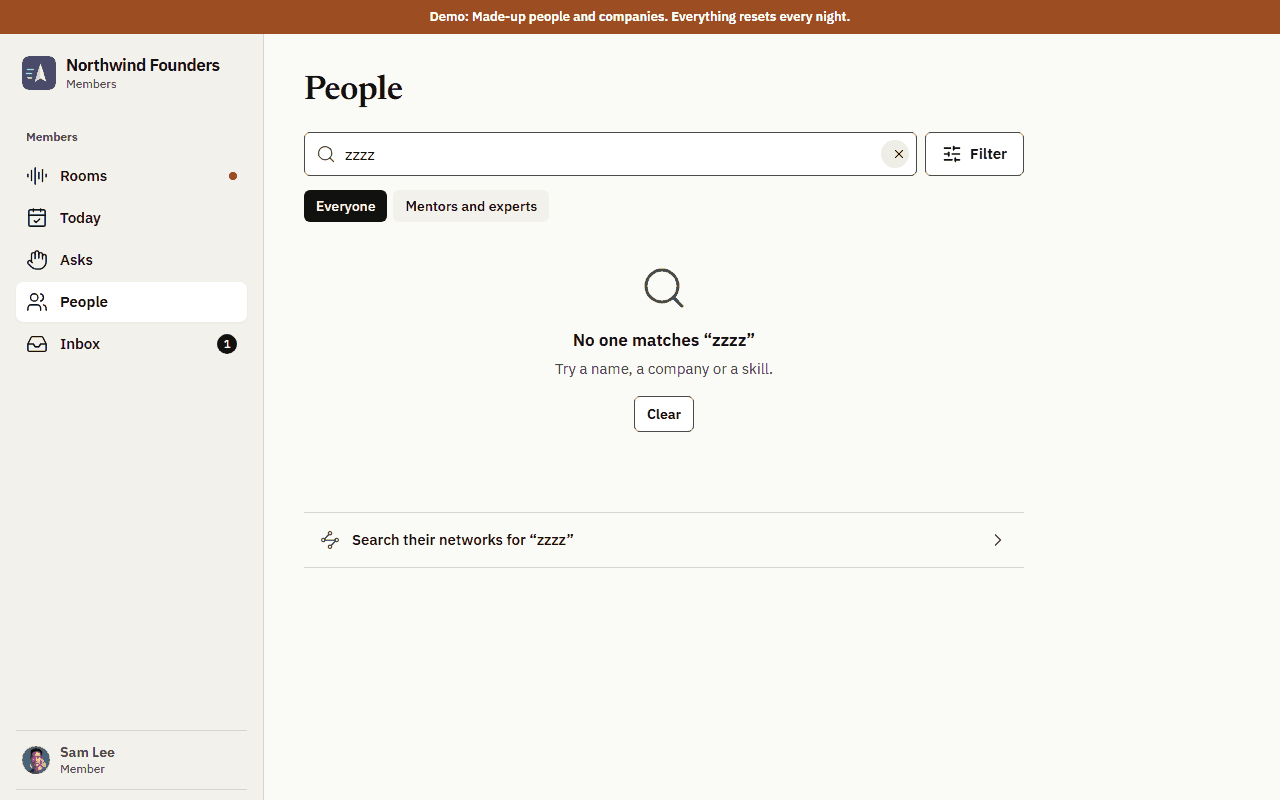 Demo: Made-up people and companies. Everything resets every night.
Northwind Founders
Members
Members
Rooms
Today
Asks
People
Inbox
1
Sam Lee
Member
People
zzzz
Filter
Everyone
Mentors and experts
No one matches “zzzz”
Try a name, a company or a skill.
Clear
Search their networks for “zzzz”